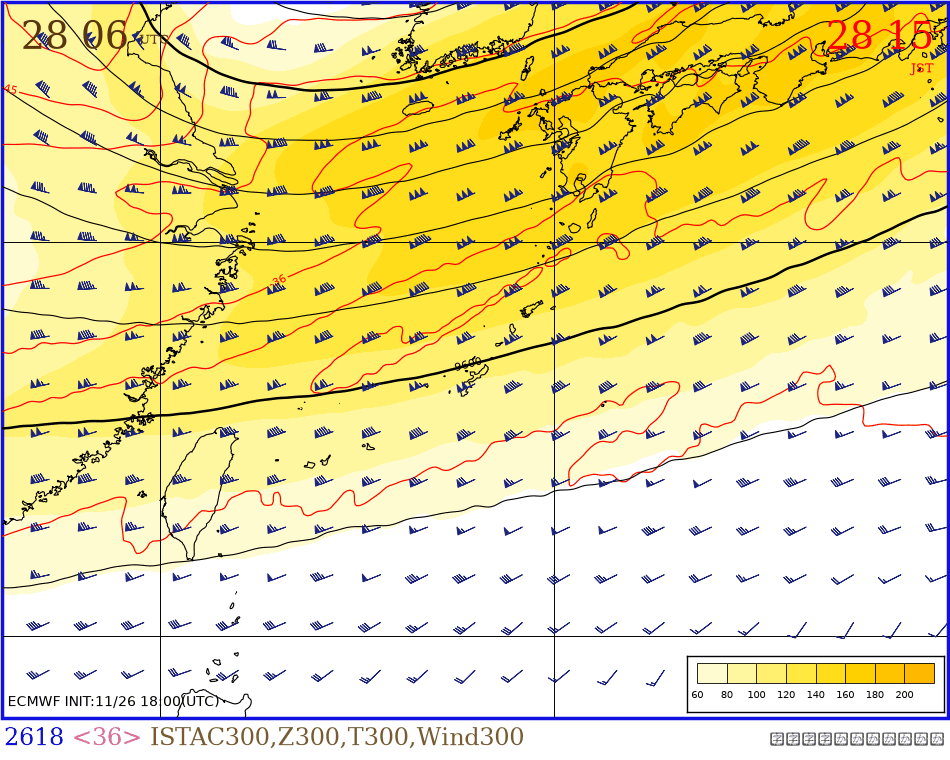 28 06 UTC
28 15
JST
45
-36
9600
60 80 100 120 140 160 180 200
ECMWF INIT:11/26 18:00(UTC)
2618 <36> ISTAC300,Z300,T300,Wind300